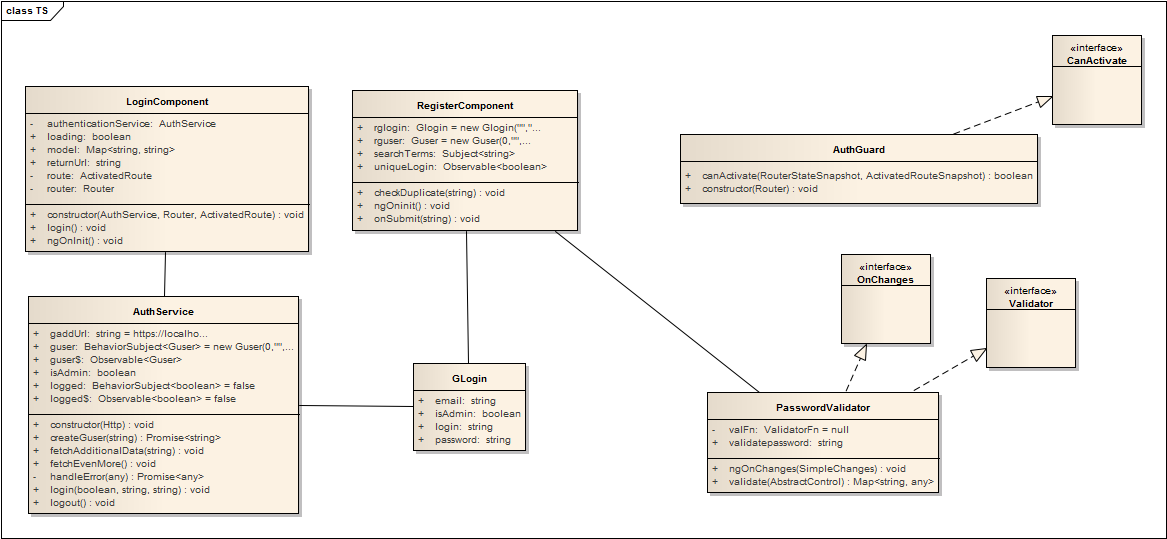 class TS
LoginComponent
- authenticationService: AuthService
+ loading: boolean
+ model: Map<string, string>
+ returnUrl: string
- route: ActivatedRoute
- router: Router
+ constructor(AuthService, Router, ActivatedRoute) : void
+ login() : void
+ ngOnInit() : void
RegisterComponent
+ rglogin: Glogin = new Glogin("","...
+ rguser: Guser = new Guser(0,"",...
+ searchTerms: Subject<string>
+ uniqueLogin: Observable<boolean>
+ checkDuplicate(string) : void
+ ngOninit() : void
+ onSubmit(string) : void
«interface»
CanActivate
AuthGuard
+ canActivate(RouterStateSnapshot, ActivatedRouteSnapshot) : boolean
+ constructor(Router) : void
«interface»
OnChanges
«interface»
Validator
AuthService
+ gaddUrl: string = https://localho...
+ guser: BehaviorSubject<Guser> = new Guser(0,"",...
+ guser$: Observable<Guser>
+ isAdmin: boolean
+ logged: BehaviorSubject<boolean> = false
+ logged$: Observable<boolean> = false
+ constructor(Http) : void
+ createGuser(string) : Promise<string>
+ fetchAdditionalData(string) : void
+ fetchEvenMore() : void
- handleError(any) : Promise<any>
+ login(boolean, string, string) : void
+ logout() : void
GLogin
+ email: string
+ isAdmin: boolean
+ login: string
+ password: string
PasswordValidator
- valFn: ValidatorFn = null
+ validatepassword: string
+ ngOnChanges(SimpleChanges) : void
+ validate(AbstractControl) : Map<string, any>